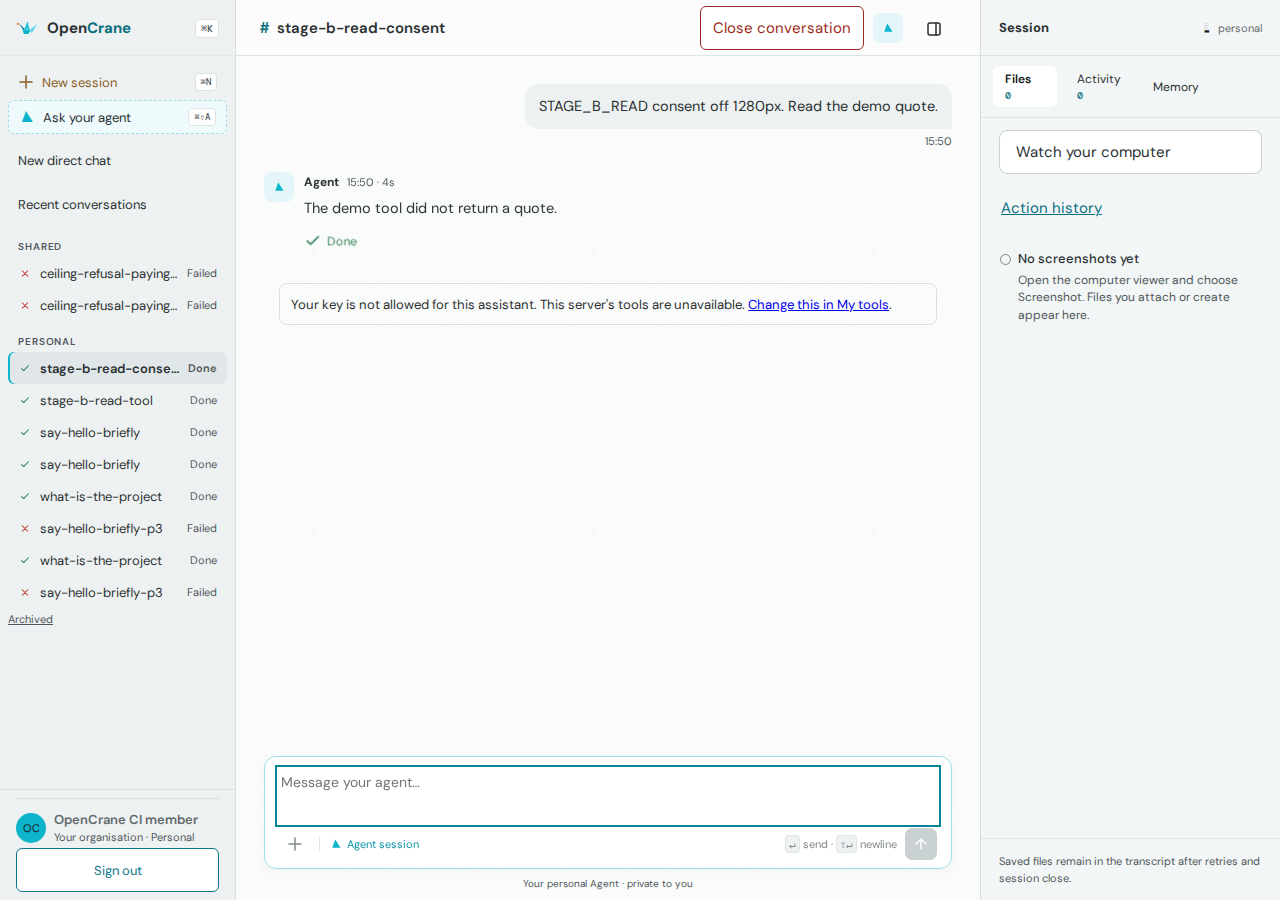 OpenCrane
⌘K
New session
⌘N
Ask your agent
⌘⇧A
New direct chat
Recent conversations
SHARED
ceiling-refusal-paying… Failed
ceiling-refusal-paying… Failed
PERSONAL
stage-b-read-conse… Done
stage-b-read-tool Done
say-hello-briefly Done
say-hello-briefly Done
what-is-the-project Done
say-hello-briefly-p3 Failed
what-is-the-project Done
say-hello-briefly-p3 Failed
Archived
OC
OpenCrane CI member
Your organisation · Personal
Sign out
# stage-b-read-consent
Close conversation
STAGE_B_READ consent off 1280px. Read the demo quote.
15:50
Agent 15:50 · 4s
The demo tool did not return a quote.
Done
Your key is not allowed for this assistant. This server's tools are unavailable. Change this in My tools.
Message your agent…
Agent session
↵ send · ⇧↵ newline
Your personal Agent · private to you
Session
personal
Files
0
Activity
0
Memory
Watch your computer
Action history
No screenshots yet
Open the computer viewer and choose
Screenshot. Files you attach or create
appear here.
Saved files remain in the transcript after retries and
session close.